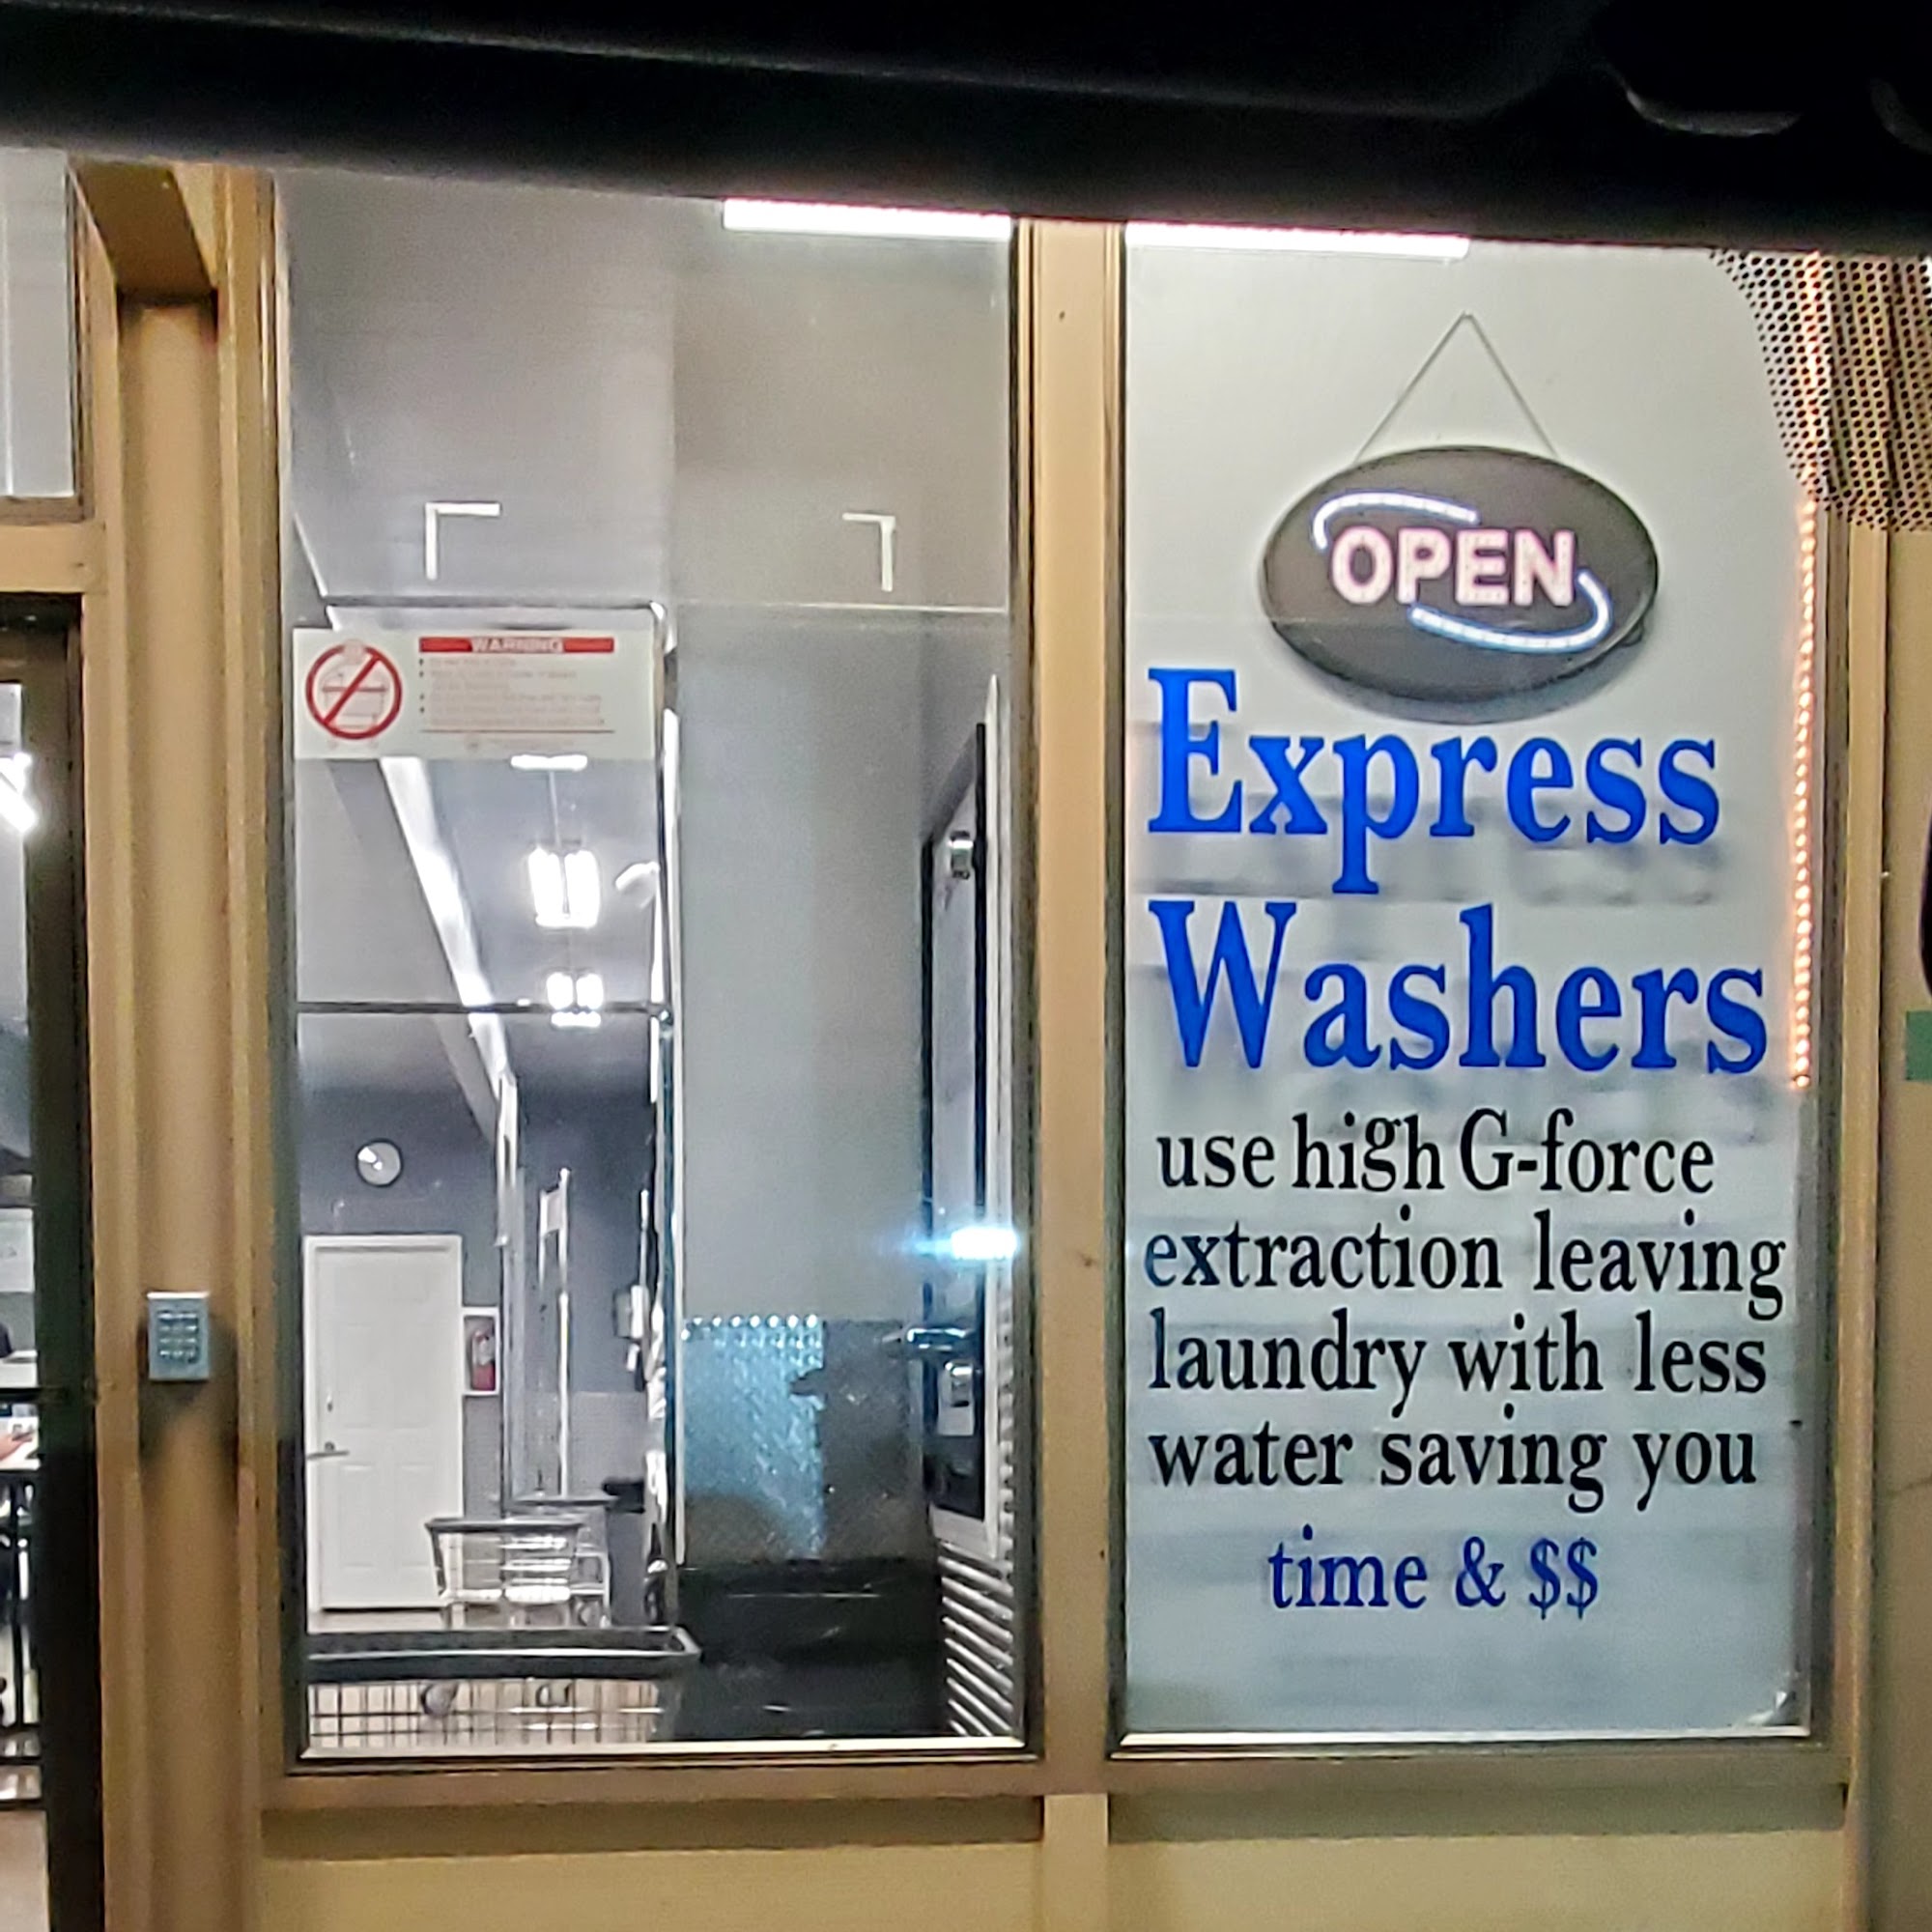 WARNING
OPEN
Express
Washers
use high G-force
extraction leaving
laundry with less
water saving you
time & $$